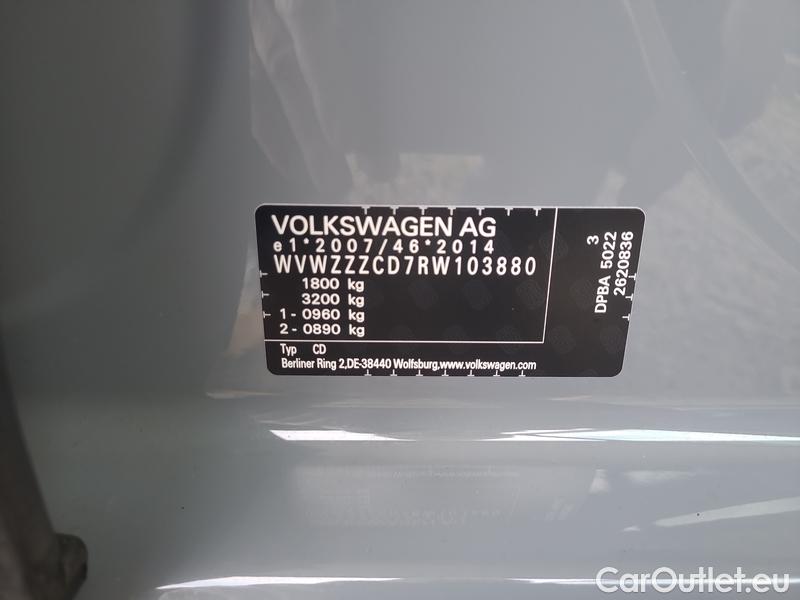 VOLKSWAGEN AG
e1*2007/46*2014
WVWZZZCD7RW103880
1800 kg
3200 kg
1 - 0960 kg
2 - 0890 kg
Typ CD
Berliner Ring 2,DE-38440 Wolfsburg,www.volkswagen.com
3
DPBA 5022
2620836
CarOutlet.eu